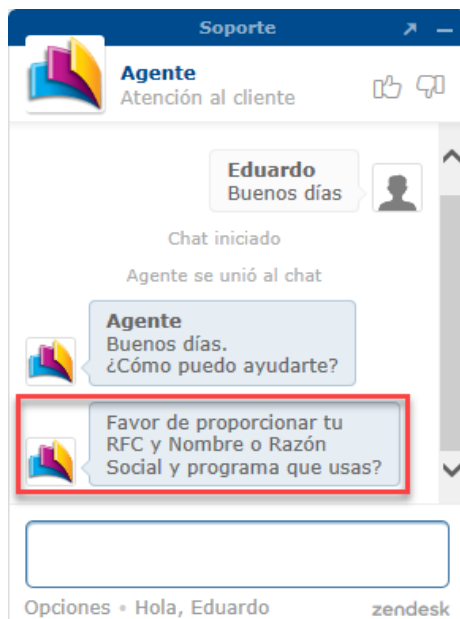 Soporte
Agente
Atención al cliente
Eduardo
Buenos días
Chat iniciado
Agente se unió al chat
Agente
Buenos días.
¿Cómo puedo ayudarte?
Favor de proporcionar tu
RFC y Nombre o Razón
Social y programa que usas?
Opciones • Hola, Eduardo
zendesk